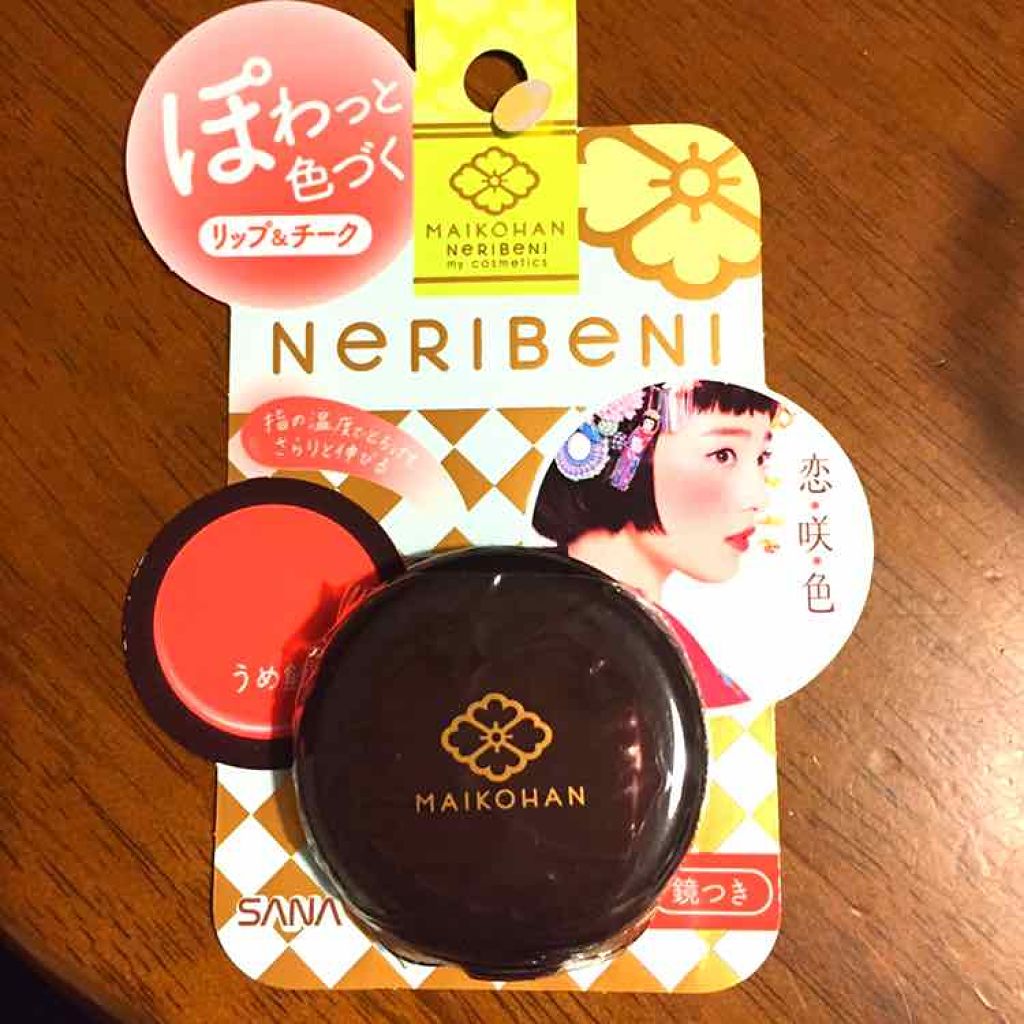 ぽわっと
色づく
リップ&チーク
MAIKOHAN
NERIBENI
my cosmetics
NERIBENI
指の温度でとろけて
さらりと伸びる
恋・咲・色
うめ
MAIKOHAN
SANA
鏡つき